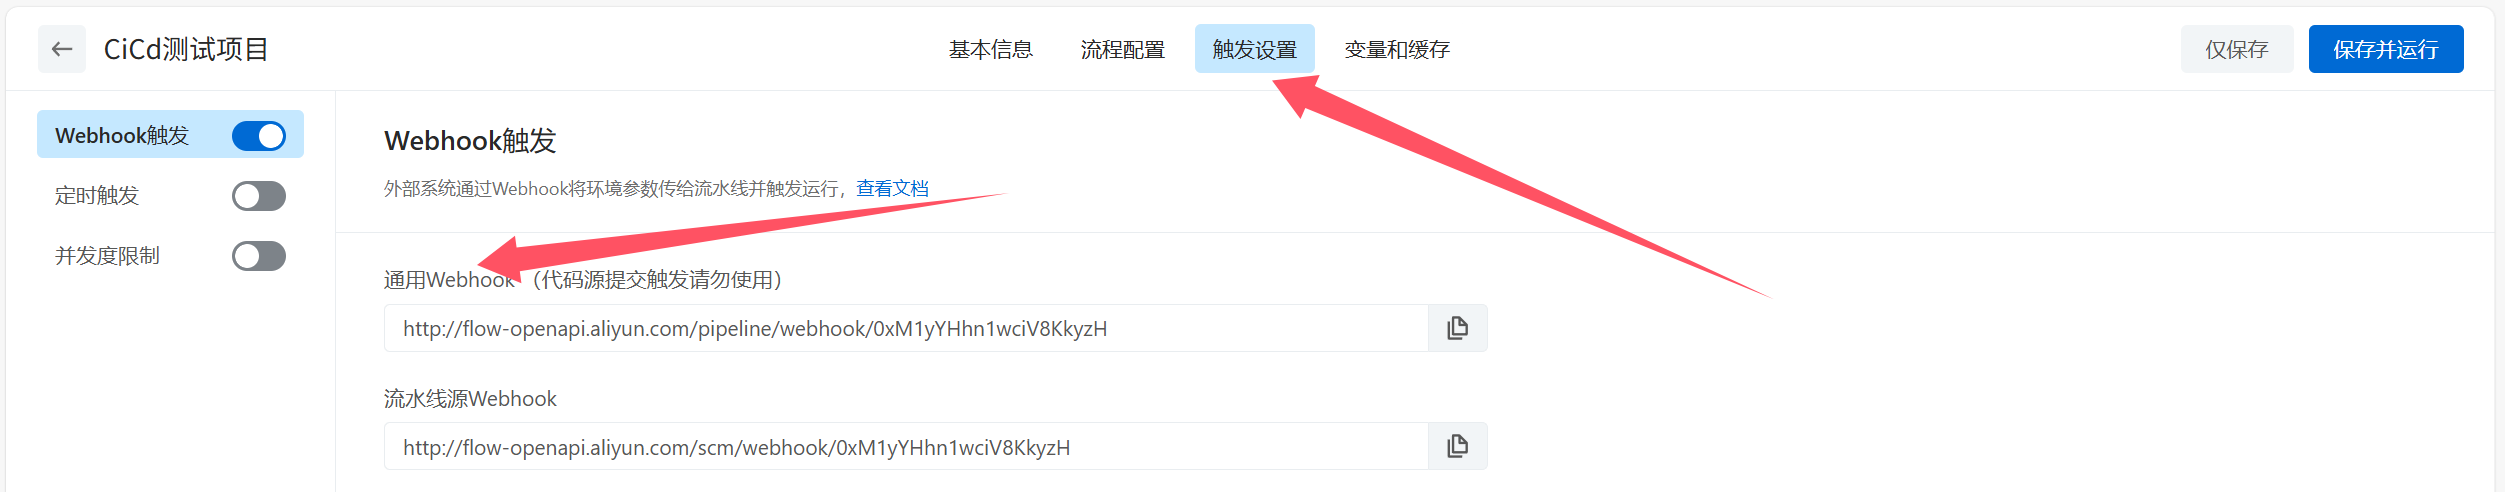 CiCd测试项目
基本信息 流程配置 触发设置 变量和缓存
仅保存 保存并运行
Webhook触发
定时触发
并发度限制
Webhook触发
外部系统通过Webhook将环境参数传给流水线并触发运行，查看文档
通用Webhook（代码源提交触发请勿使用）
http://flow-openapi.aliyun.com/pipeline/webhook/0xM1yYHhn1wciV8KkyzH
流水线源Webhook
http://flow-openapi.aliyun.com/scm/webhook/0xM1yYHhn1wciV8KkyzH